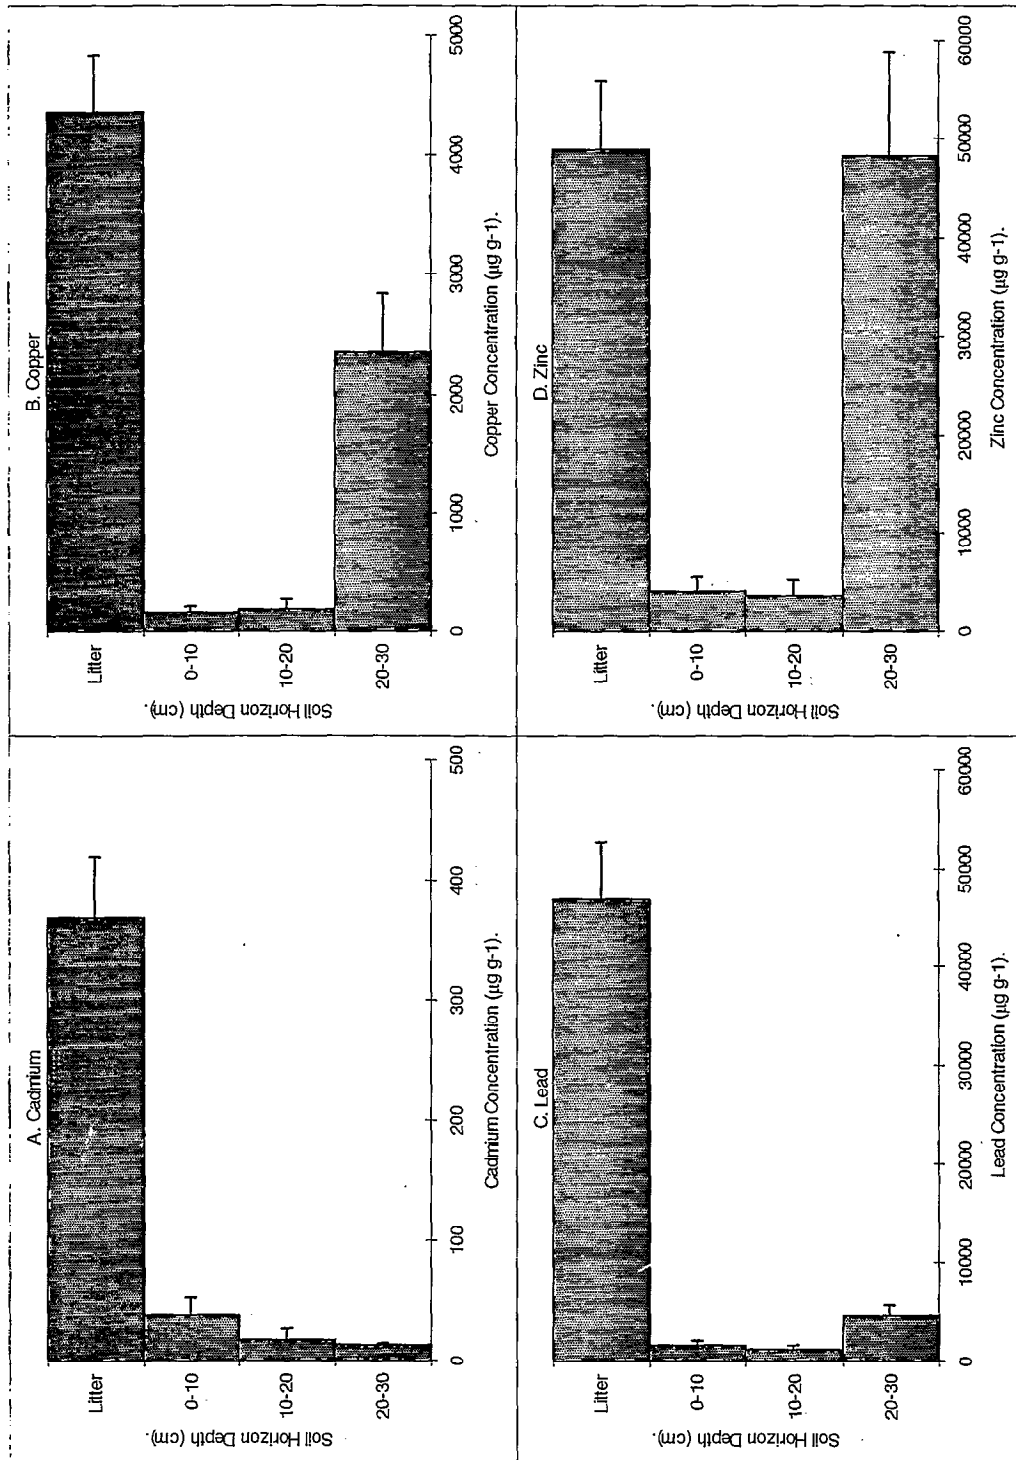 A. Cadmium
Soil Horizon Depth (cm).
Litter
0-10
10-20
20-30
0 100 200 300 400 500
Cadmium Concentration (µg g-1).
B. Copper
Soil Horizon Depth (cm).
Litter
0-10
10-20
20-30
0 1000 2000 3000 4000 5000
Copper Concentration (µg g-1).
C. Lead
Soil Horizon Depth (cm).
Litter
0-10
10-20
20-30
0 10000 20000 30000 40000 50000 60000
Lead Concentration (µg g-1).
D. Zinc
Soil Horizon Depth (cm).
Litter
0-10
10-20
20-30
0 10000 20000 30000 40000 50000 60000
Zinc Concentration (µg g-1).